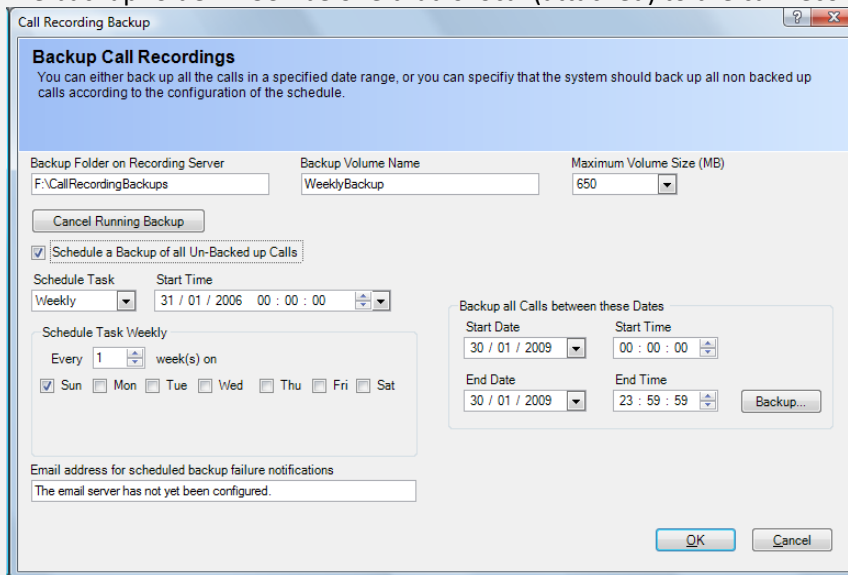 Call Recording Backup
Backup Call Recordings
You can either back up all the calls in a specified date range, or you can specifiy that the system should back up all non backed up
calls according to the configuration of the schedule.
Backup Folder on Recording Server
Backup Volume Name
Maximum Volume Size (MB)
F:\CallRecordingBackups
WeeklyBackup
650
Cancel Running Backup
Schedule a Backup of all Un-Backed up Calls
Schedule Task
Start Time
Weekly
31 / 01 / 2006 00 : 00 : 00
Schedule Task Weekly
Every 1 week(s) on
Sun Mon Tue Wed Thu Fri Sat
Backup all Calls between these Dates
Start Date
Start Time
30 / 01 / 2009
00 : 00 : 00
End Date
End Time
30 / 01 / 2009
23 : 59 : 59
Backup...
Email address for scheduled backup failure notifications
The email server has not yet been configured.
OK
Cancel